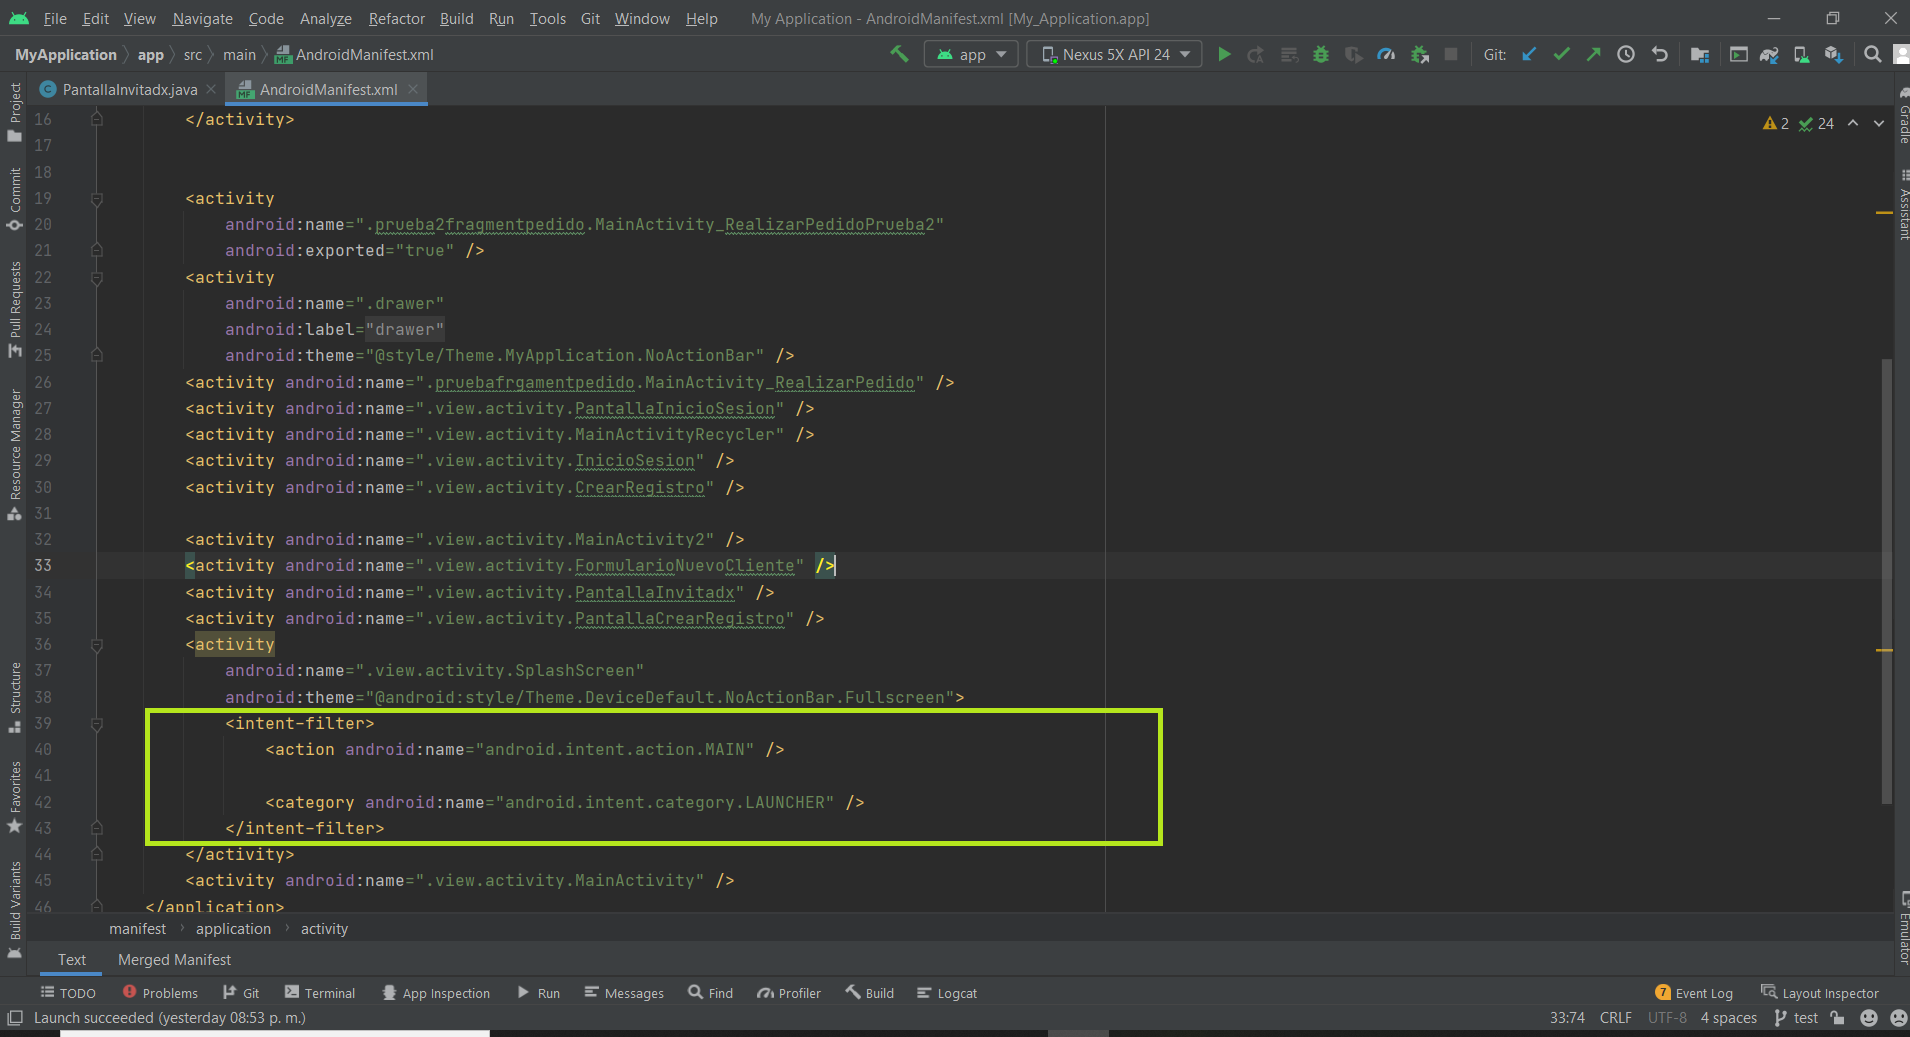 File Edit View Navigate Code Analyze Refactor Build Run Tools Git Window Help My Application - AndroidManifest.xml [My_Application.app]
MyApplication app src main AndroidManifest.xml app Nexus 5X API 24 Git:
PantallaInvitadx.java AndroidManifest.xml
Project
Commit
Pull Requests
Resource Manager
Structure
Favorites
Build Variants
2 24
16 </activity>
17
18
19 <activity
20 android:name=".prueba2fragmentpedido.MainActivity_RealizarPedidoPrueba2"
21 android:exported="true" />
22 <activity
23 android:name=".drawer"
24 android:label="drawer"
25 android:theme="@style/Theme.MyApplication.NoActionBar" />
26 <activity android:name=".pruebafrgamentpedido.MainActivity_RealizarPedido" />
27 <activity android:name=".view.activity.PantallaInicioSesion" />
28 <activity android:name=".view.activity.MainActivityRecycler" />
29 <activity android:name=".view.activity.InicioSesion" />
30 <activity android:name=".view.activity.CrearRegistro" />
31
32 <activity android:name=".view.activity.MainActivity2" />
33 <activity android:name=".view.activity.FormularioNuevoCliente" />
34 <activity android:name=".view.activity.PantallaInvitadx" />
35 <activity android:name=".view.activity.PantallaCrearRegistro" />
36 <activity
37 android:name=".view.activity.SplashScreen"
38 android:theme="@android:style/Theme.DeviceDefault.NoActionBar.Fullscreen">
39 <intent-filter>
40 <action android:name="android.intent.action.MAIN" />
41
42 <category android:name="android.intent.category.LAUNCHER" />
43 </intent-filter>
44 </activity>
45 <activity android:name=".view.activity.MainActivity" />
46 </application>
Gradle
Assistant
Emulator
manifest application activity
Text Merged Manifest
TODO Problems Git Terminal App Inspection Run Messages Find Profiler Build Logcat 7 Event Log Layout Inspector
Launch succeeded (yesterday 08:53 p. m.) 33:74 CRLF UTF-8 4 spaces test